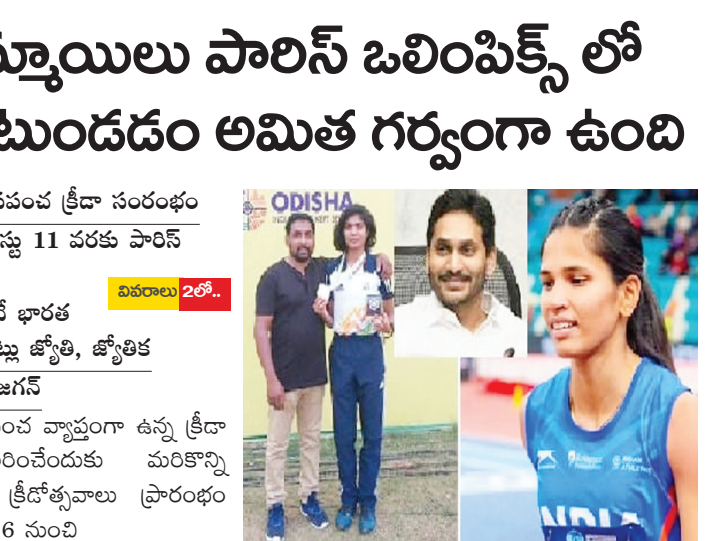 మ్మాయిలు పారిస్ ఒలింపిక్స్ లో
టుండడం అమిత గర్వంగా ఉంది
పంచ క్రీడా సంరంభం
స్టు 11 వరకు పారిస్
వివరాలు 2లో..
భారత
ట్లు జ్యోతి, జ్యోతిక
జగన్
ంచ వ్యాప్తంగా ఉన్న క్రీడా
రించేందుకు మరికొన్ని
క్రీడోత్సవాలు ప్రారంభం
6 నుంచి
ODISHA
INDIA